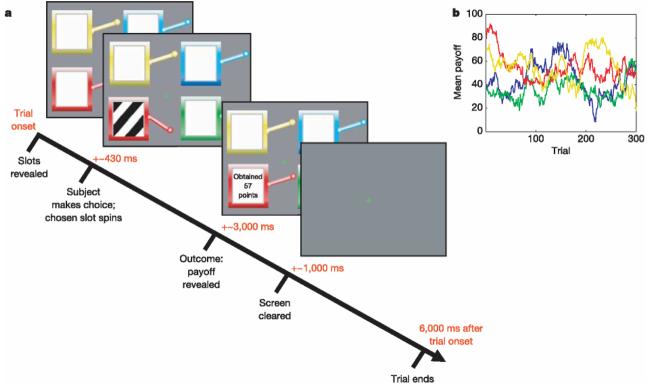 a
Trial
onset
Slots
revealed
+~430 ms
Subject
makes choice;
chosen slot spins
Obtained
57
points
+~3,000 ms
Outcome:
payoff
revealed
+~1,000 ms
Screen
cleared
6,000 ms after
trial onset
Trial ends
b
Mean payoff
100
80
60
40
20
0
100
200
300
Trial